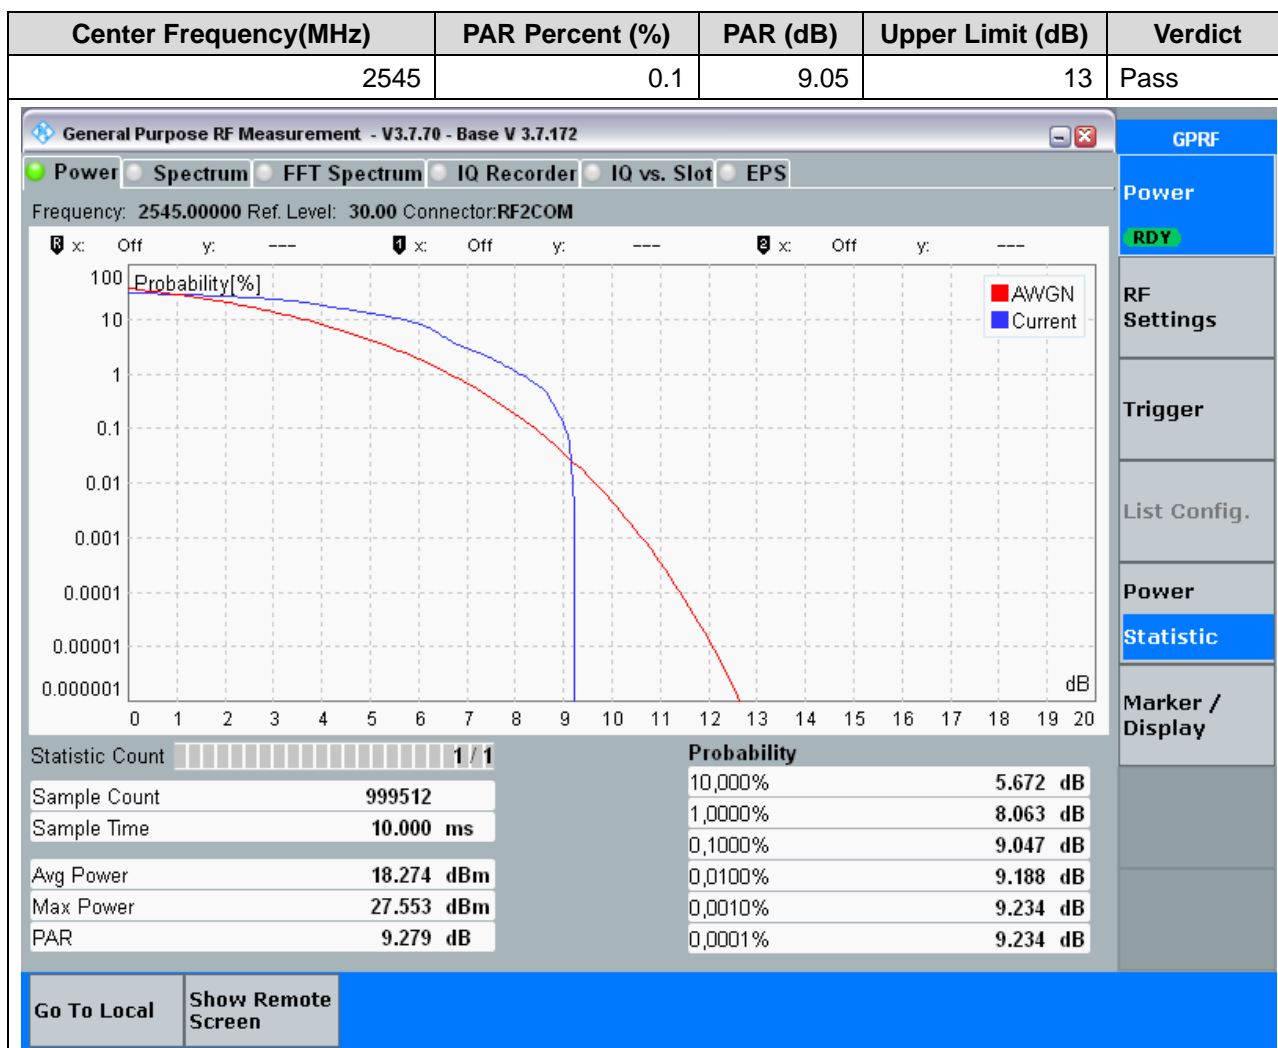 Center Frequency(MHz) PAR Percent (%) PAR (dB) Upper Limit (dB) Verdict
2545 0.1 9.05 13 Pass
General Purpose RF Measurement - V3.7.70 - Base V 3.7.172
GPRF
Power Spectrum FFT Spectrum IQ Recorder IQ vs. Slot EPS
Power
RDY
Frequency: 2545.00000 Ref. Level: 30.00 Connector:RF2COM
R x: Off y: --- 1 x: Off y: --- 2 x: Off y: ---
Probability[%]
AWGN
Current
100
10
1
0.1
0.01
0.001
0.0001
0.00001
0.000001
dB
0 1 2 3 4 5 6 7 8 9 10 11 12 13 14 15 16 17 18 19 20
RF
Settings
Trigger
List Config.
Power
Statistic
Marker /
Display
Statistic Count 1 / 1
Sample Count 999512
Sample Time 10.000 ms
Avg Power 18.274 dBm
Max Power 27.553 dBm
PAR 9.279 dB
Probability
10,000% 5.672 dB
1,0000% 8.063 dB
0,1000% 9.047 dB
0,0100% 9.188 dB
0,0010% 9.234 dB
0,0001% 9.234 dB
Go To Local
Show Remote
Screen